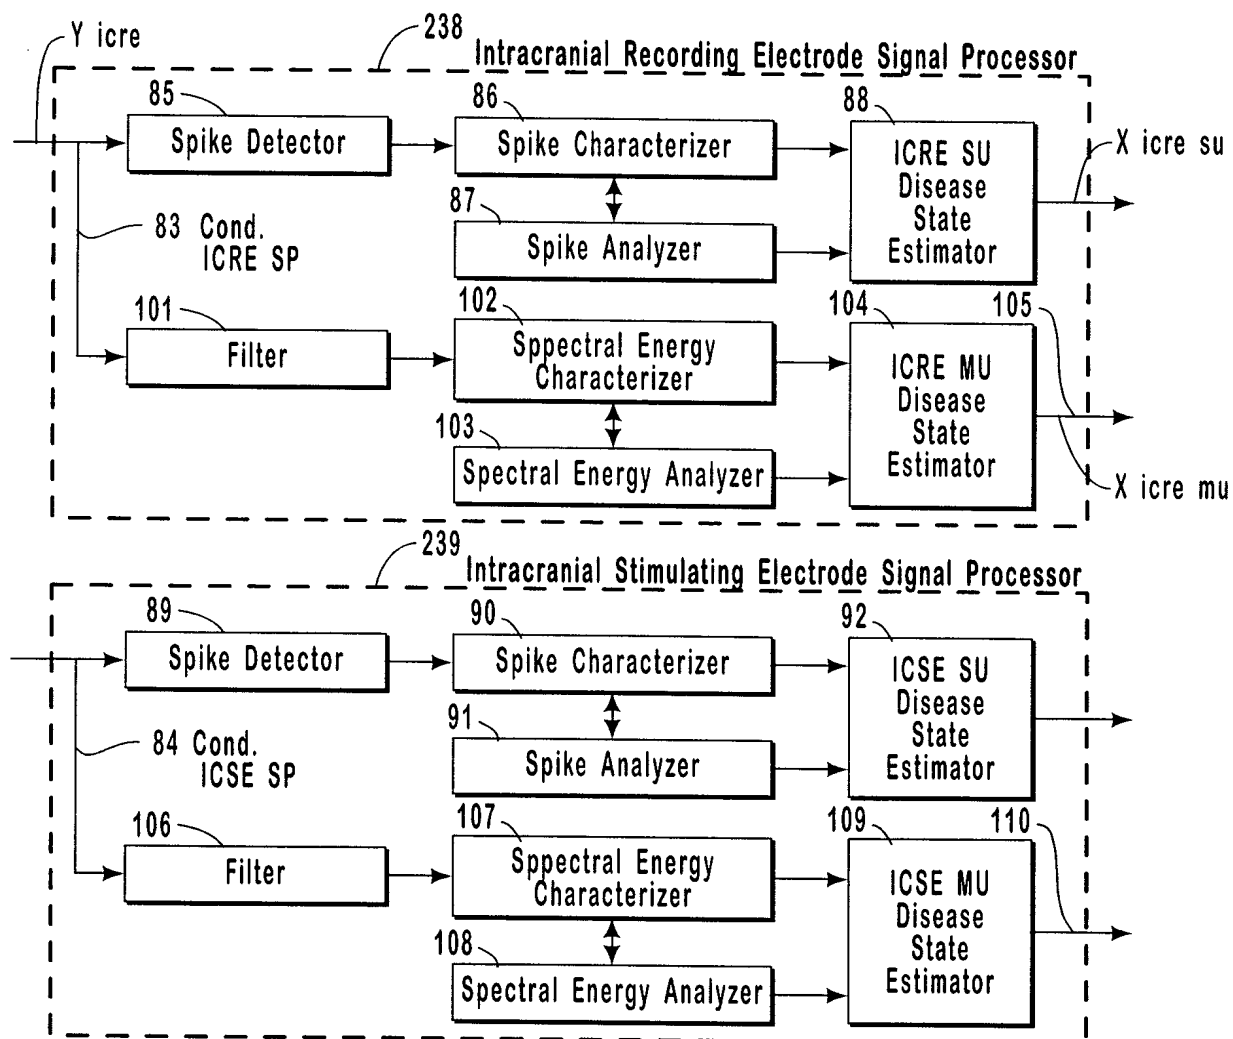 Y icre
238
Intracranial Recording Electrode Signal Processor
85
Spike Detector
86
Spike Characterizer
88
ICRE SU
Disease
State
Estimator
X icre su
87
Spike Analyzer
83 Cond.
ICRE SP
101
Filter
102
Sppectral Energy
Characterizer
104
105
ICRE MU
Disease
State
Estimator
103
Spectral Energy Analyzer
X icre mu
239
Intracranial Stimulating Electrode Signal Processor
89
Spike Detector
90
Spike Characterizer
92
ICSE SU
Disease
State
Estimator
91
Spike Analyzer
84 Cond.
ICSE SP
106
Filter
107
Sppectral Energy
Characterizer
109
110
ICSE MU
Disease
State
Estimator
108
Spectral Energy Analyzer